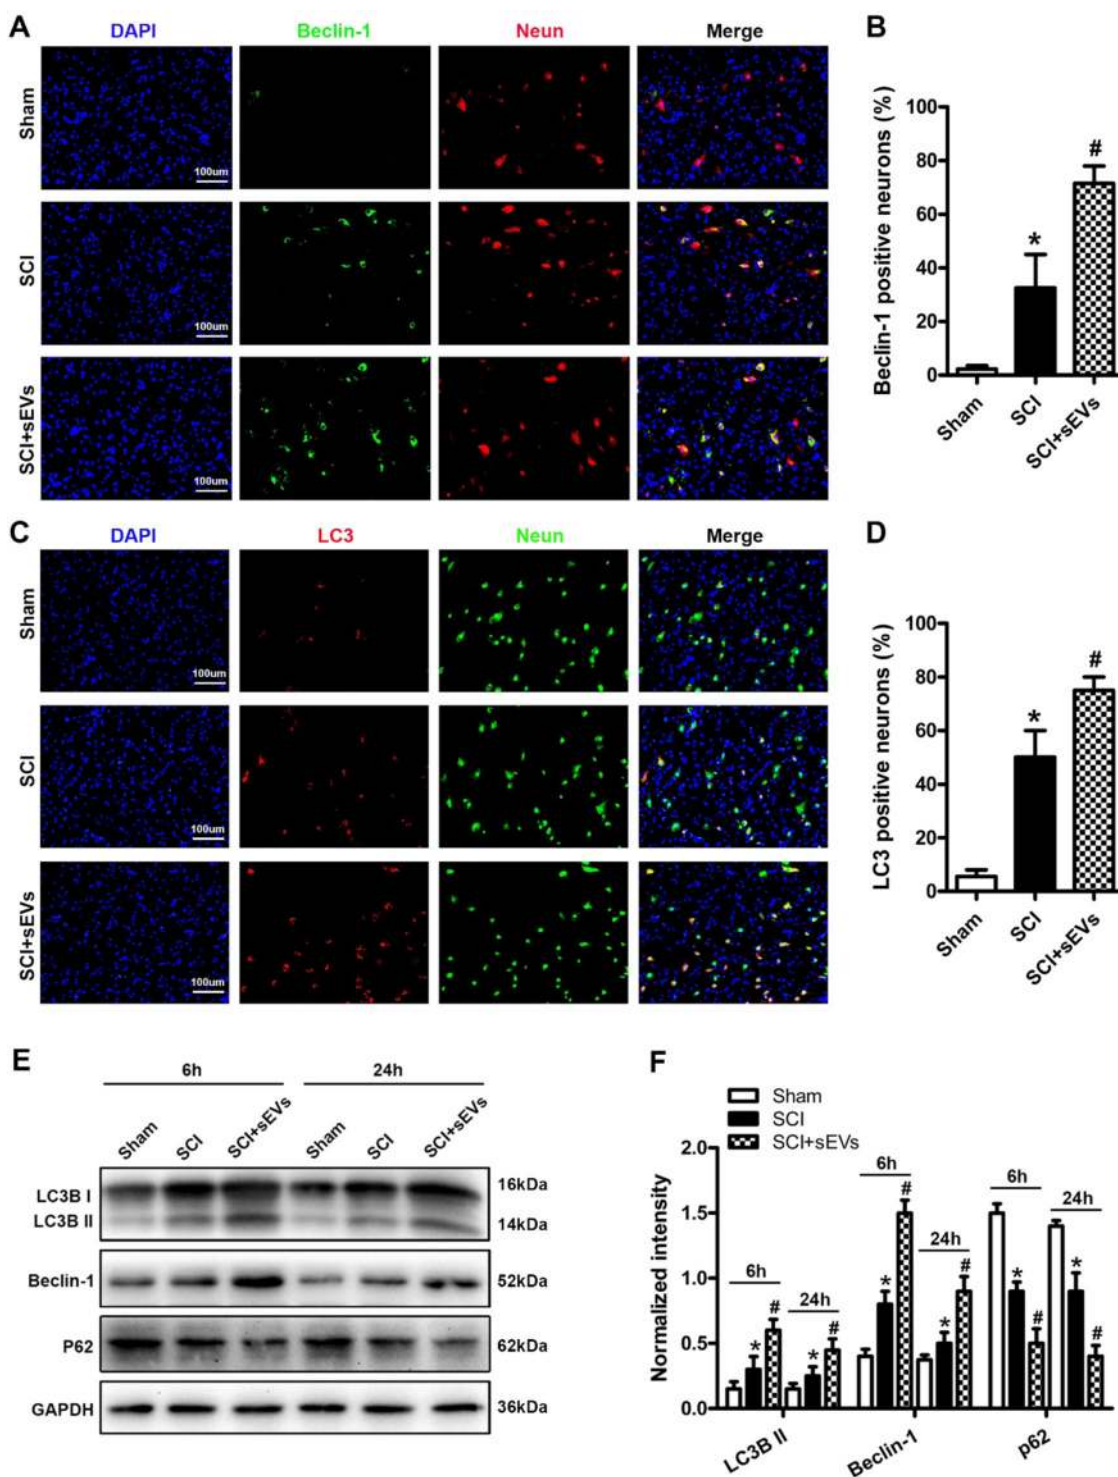 A
DAPI
Beclin-1
Neun
Merge
Sham
100um
SCI
100um
SCI+sEVs
100um
B
Beclin-1 positive neurons (%)
100
80
60
40
20
0
*
#
Sham
SCI
SCI+sEVs
C
DAPI
LC3
Neun
Merge
Sham
100um
SCI
100um
SCI+sEVs
100um
D
LC3 positive neurons (%)
100
80
60
40
20
0
*
#
Sham
SCI
SCI+sEVs
E
6h
24h
Sham
SCI
SCI+sEVs
Sham
SCI
SCI+sEVs
LC3B I
16kDa
LC3B II
14kDa
Beclin-1
52kDa
P62
62kDa
GAPDH
36kDa
F
Sham
SCI
SCI+sEVs
Normalized intensity
2.0
1.5
1.0
0.5
0.0
6h
*
#
24h
*
#
6h
*
#
24h
*
#
6h
*
#
24h
*
#
LC3B II
Beclin-1
p62